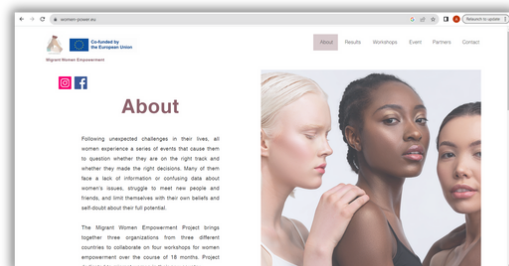 women-power.eu
Relaunch to update
Co-funded by
the European Union
Migrant Women Empowerment
About Results Workshops Event Partners Contact
About
Following unexpected challenges in their lives, all
women experience a series of events that cause them
to question whether they are on the right track and
whether they made the right decisions. Many of them
face a lack of information or confusing data about
women's issues, struggle to meet new people and
friends, and limit themselves with their own beliefs and
self-doubt about their full potential.
The Migrant Women Empowerment Project brings
together three organizations from three different
countries to collaborate on four workshops for women
empowerment over the course of 18 months. Project